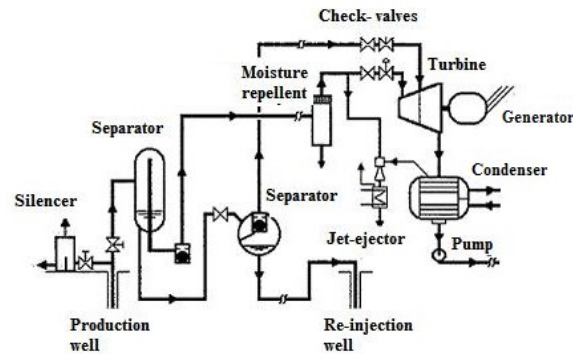 Check- valves
Turbine
Moisture
repellent
Generator
Separator
Condenser
Separator
Silencer
Jet-ejector
Pump
Production
well
Re-injection
well